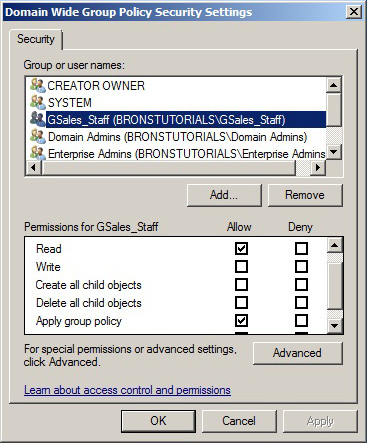 Domain Wide Group Policy Security Settings
Security
Group or user names:
CREATOR OWNER
SYSTEM
GSales_Staff (BRONSTUTORIALS\GSales_Staff)
Domain Admins (BRONSTUTORIALS\Domain Admins)
Enterprise Admins (BRONSTUTORIALS\Enterprise Admins
Add... Remove
Permissions for GSales_Staff Allow Deny
Read
Write
Create all child objects
Delete all child objects
Apply group policy
For special permissions or advanced settings,
click Advanced. Advanced
Learn about access control and permissions
OK Cancel Apply